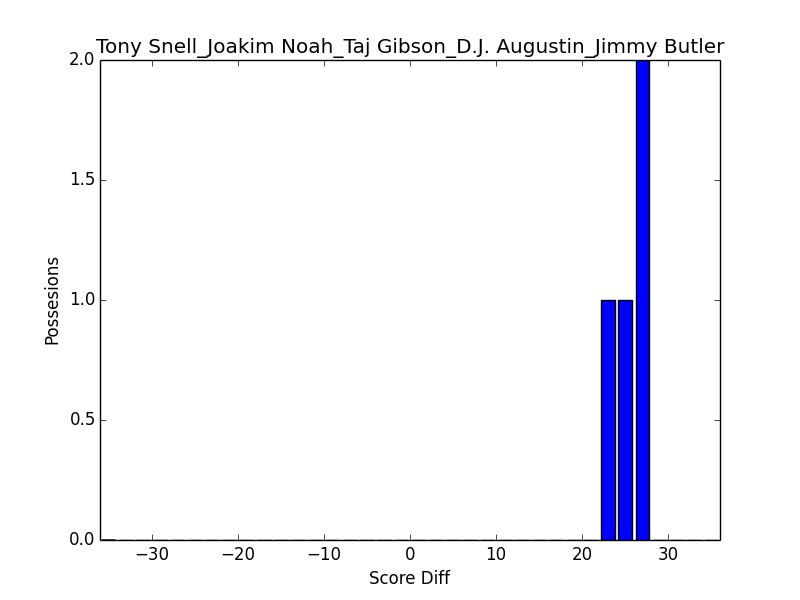 Tony Snell_Joakim Noah_Taj Gibson_D.J. Augustin_Jimmy Butler
2.0
1.5
1.0
0.5
0.0
Possesions
−30 −20 −10 0 10 20 30
Score Diff